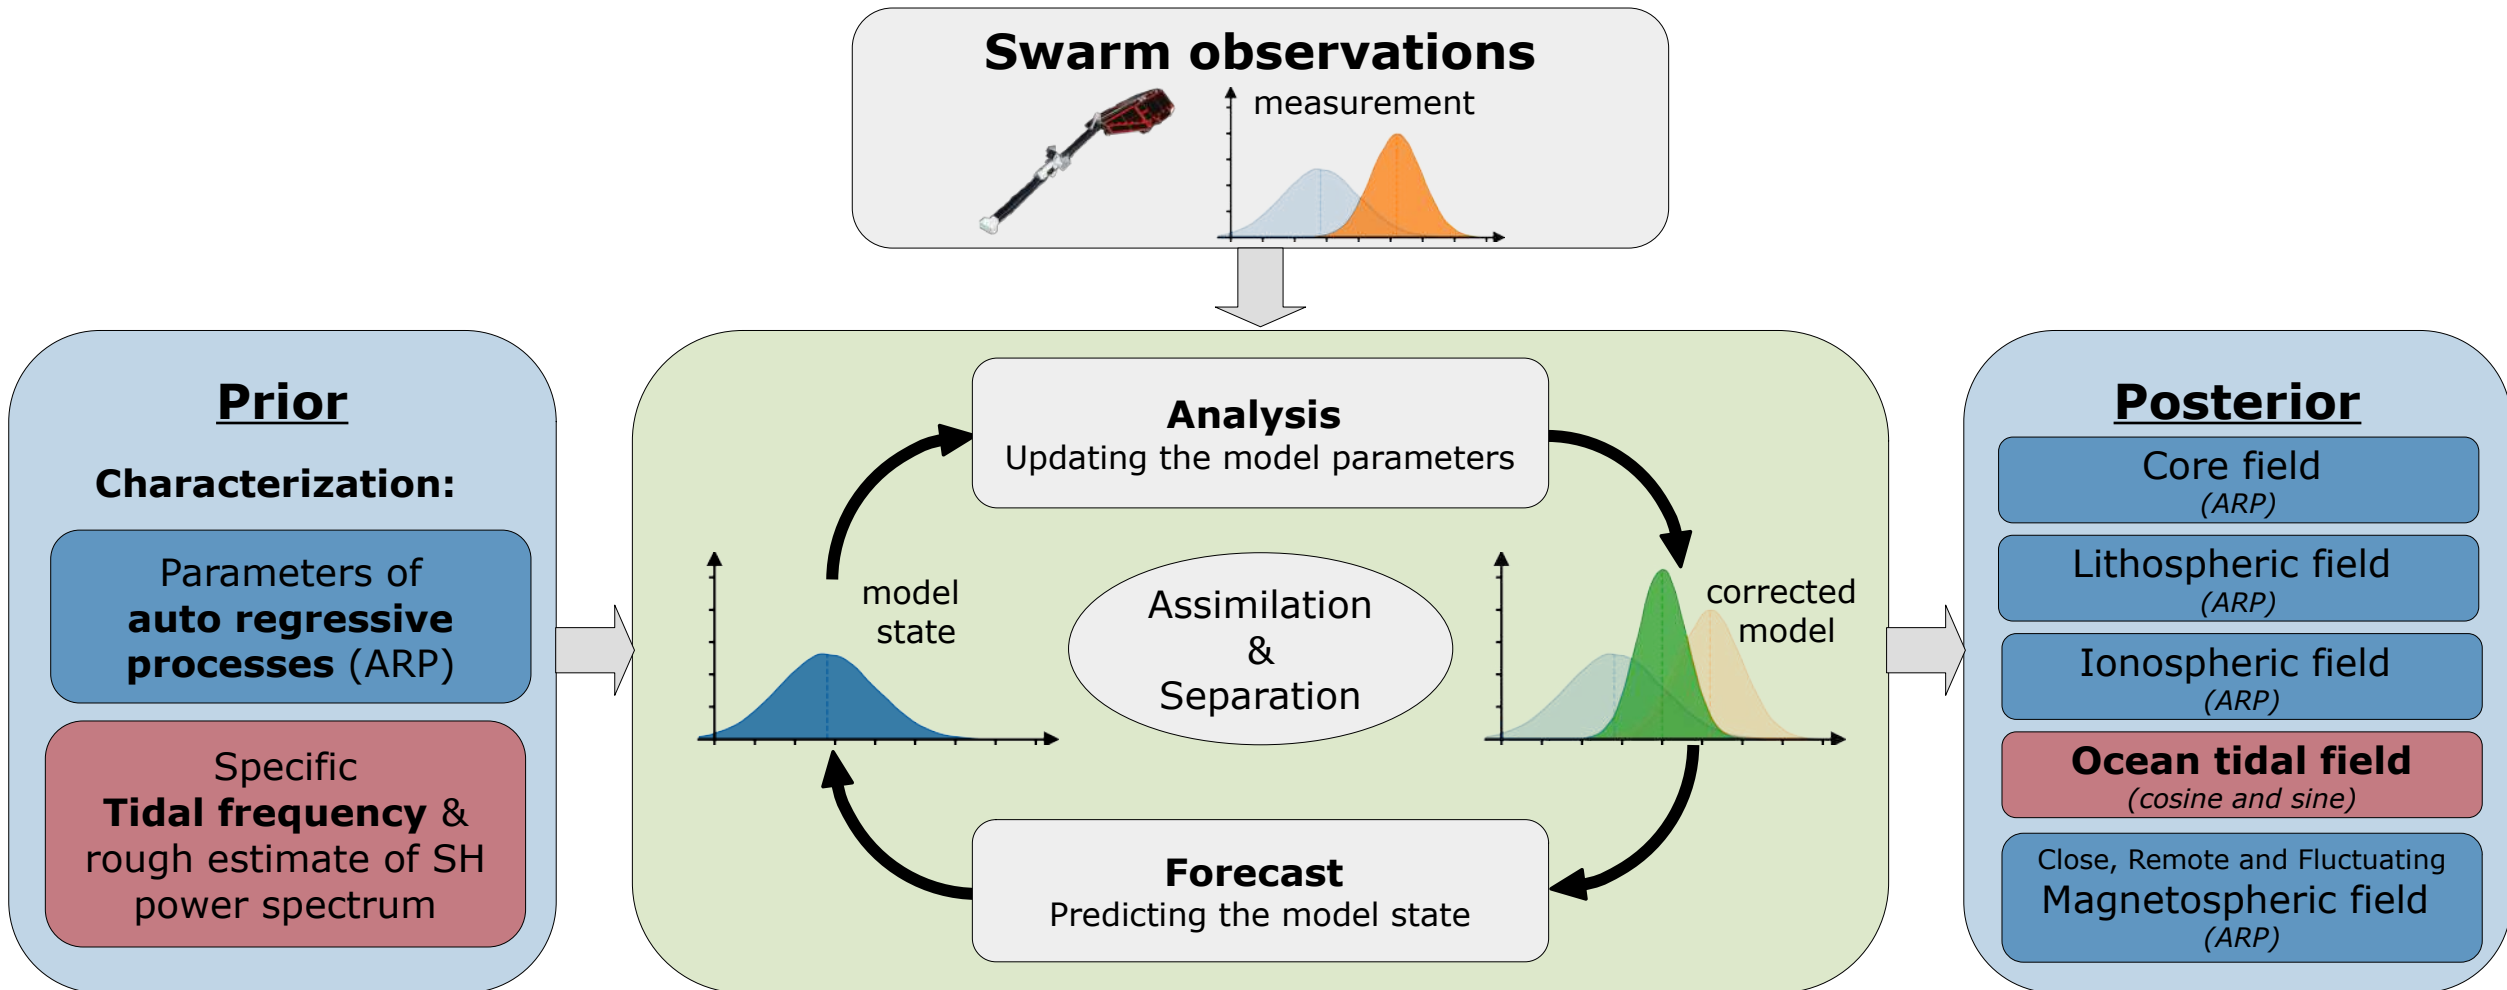 Swarm observations
measurement
Prior
Characterization:
Parameters of
auto regressive
processes (ARP)
Specific
Tidal frequency &
rough estimate of SH
power spectrum
Analysis
Updating the model parameters
model
state
Assimilation
&
Separation
corrected
model
Forecast
Predicting the model state
Posterior
Core field
(ARP)
Lithospheric field
(ARP)
Ionospheric field
(ARP)
Ocean tidal field
(cosine and sine)
Close, Remote and Fluctuating
Magnetospheric field
(ARP)